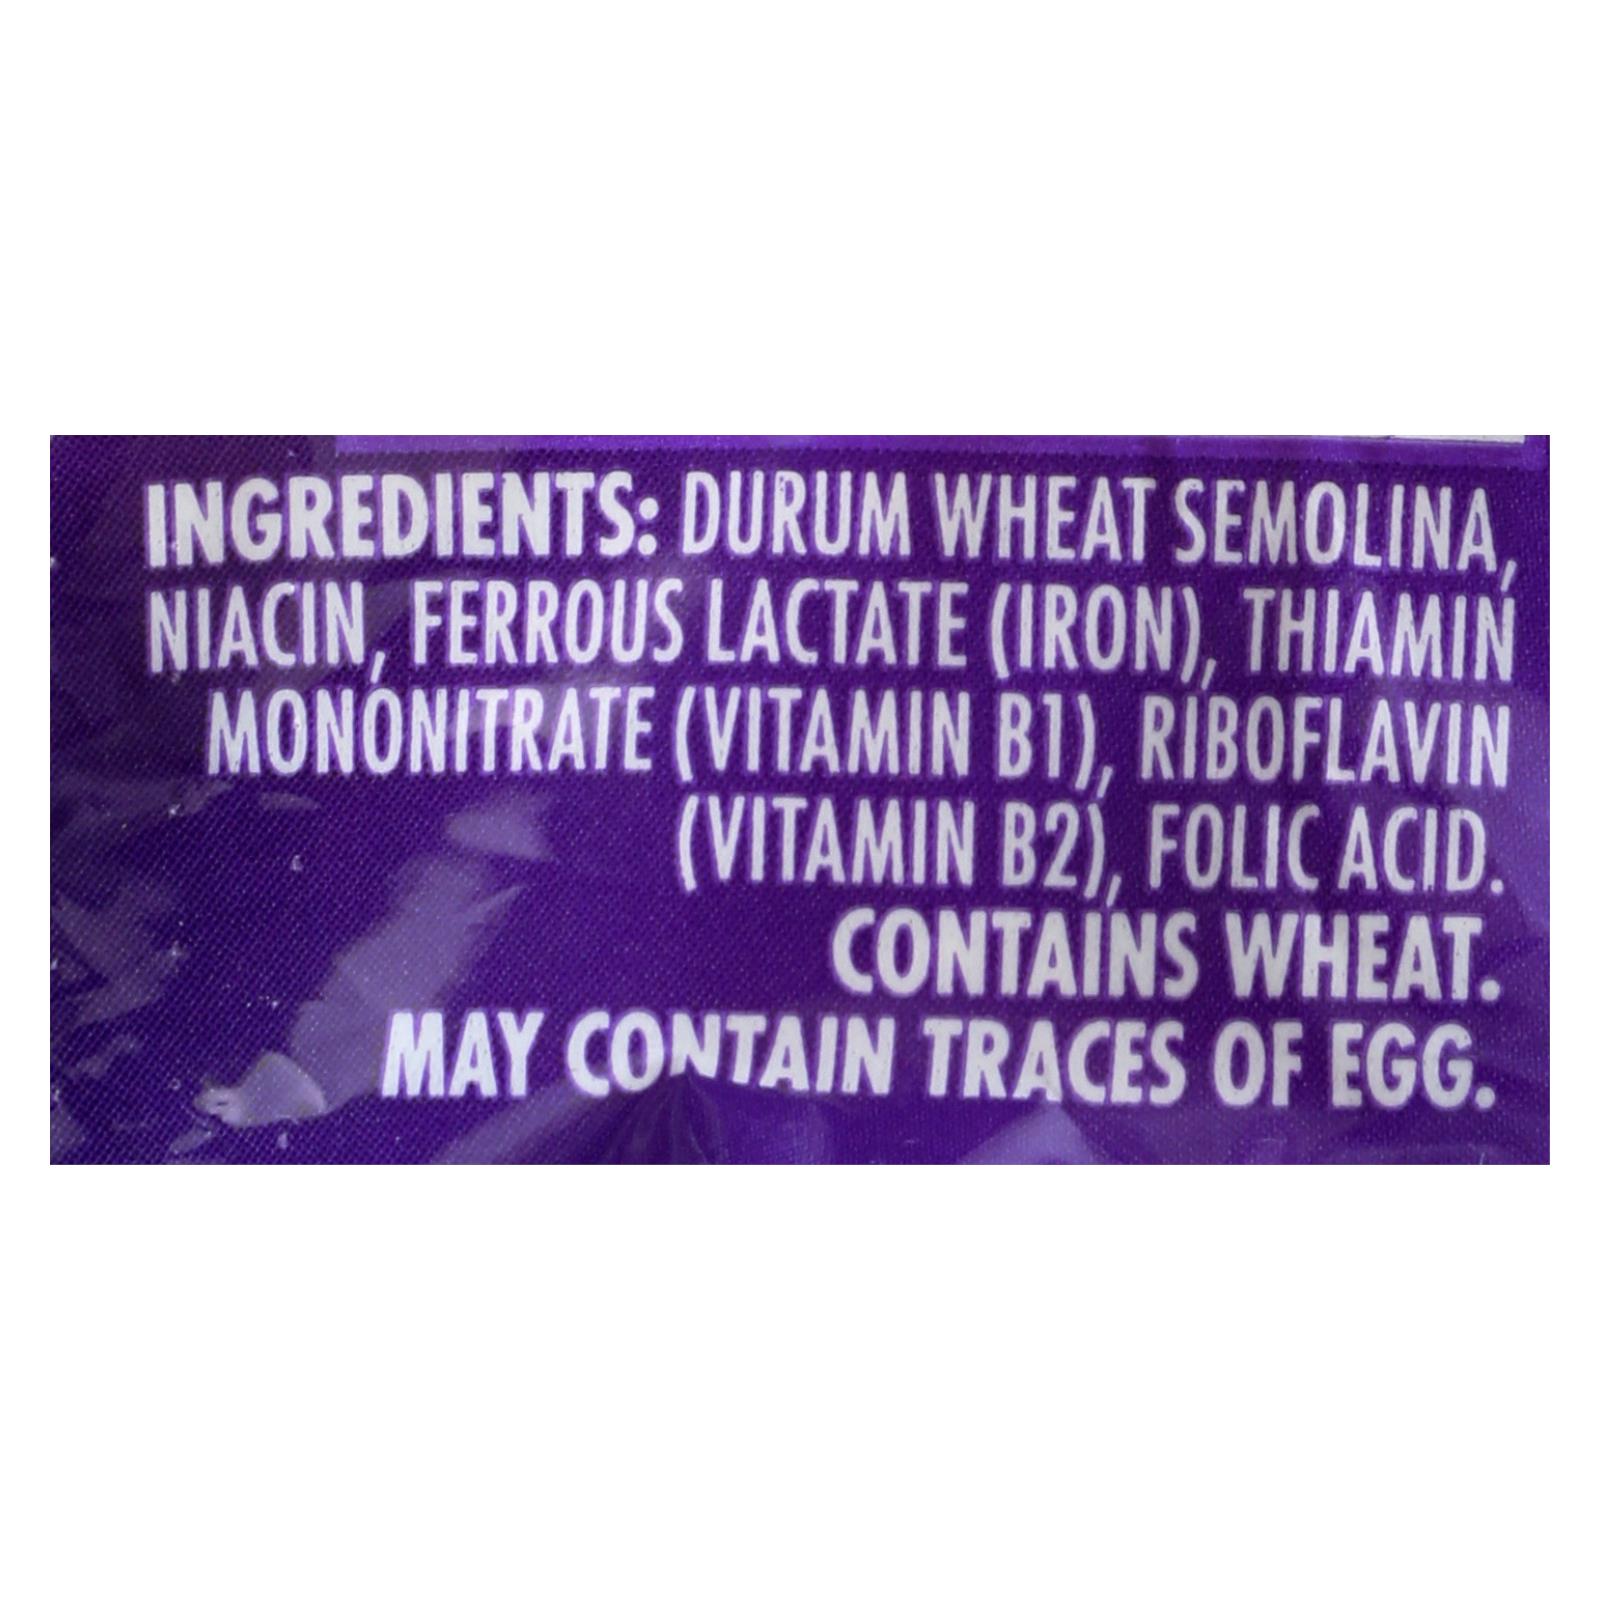 INGREDIENTS: DURUM WHEAT SEMOLINA,
NIACIN, FERROUS LACTATE (IRON), THIAMIN
MONONITRATE (VITAMIN B1), RIBOFLAVIN
(VITAMIN B2), FOLIC ACID.
CONTAINS WHEAT.
MAY CONTAIN TRACES OF EGG.